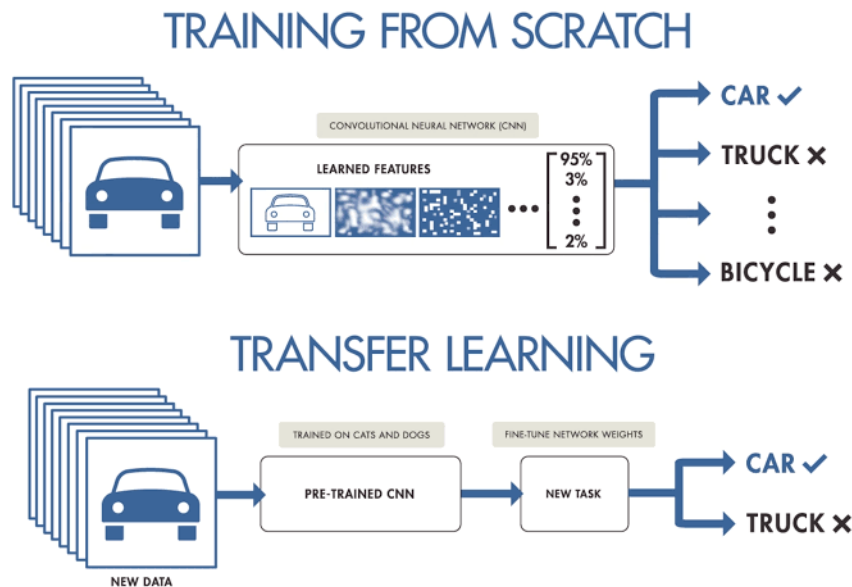 TRAINING FROM SCRATCH
CONVOLUTIONAL NEURAL NETWORK (CNN)
LEARNED FEATURES
95%
3%
2%
CAR
TRUCK
BICYCLE
TRANSFER LEARNING
TRAINED ON CATS AND DOGS
FINE-TUNE NETWORK WEIGHTS
PRE-TRAINED CNN
NEW TASK
CAR
TRUCK
NEW DATA